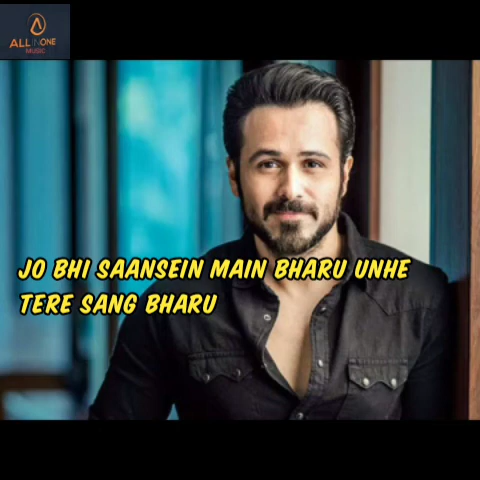 ALL IN ONE
MUSIC
JO BHI SAANSEIN MAIN BHARU UNHE
TERE SANG BHARU